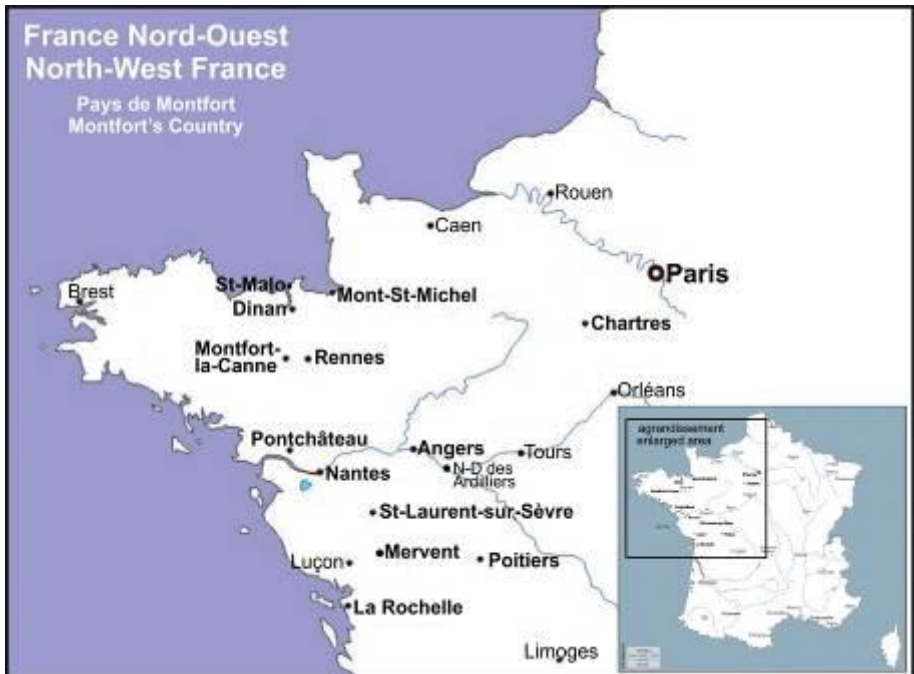 France Nord-Ouest
North-West France
Pays de Montfort
Montfort's Country
Rouen
Caen
Paris
St-Malo
Brest
Mont-St-Michel
Dinan
Chartres
Montfort-
la-Canne
Rennes
Orléans
agrandissement
enlarged area
Pontchâteau
Angers
Tours
N-D des
Ardiliers
Nantes
St-Laurent-sur-Sèvre
Mervent
Luçon
Poitiers
La Rochelle
Limoges